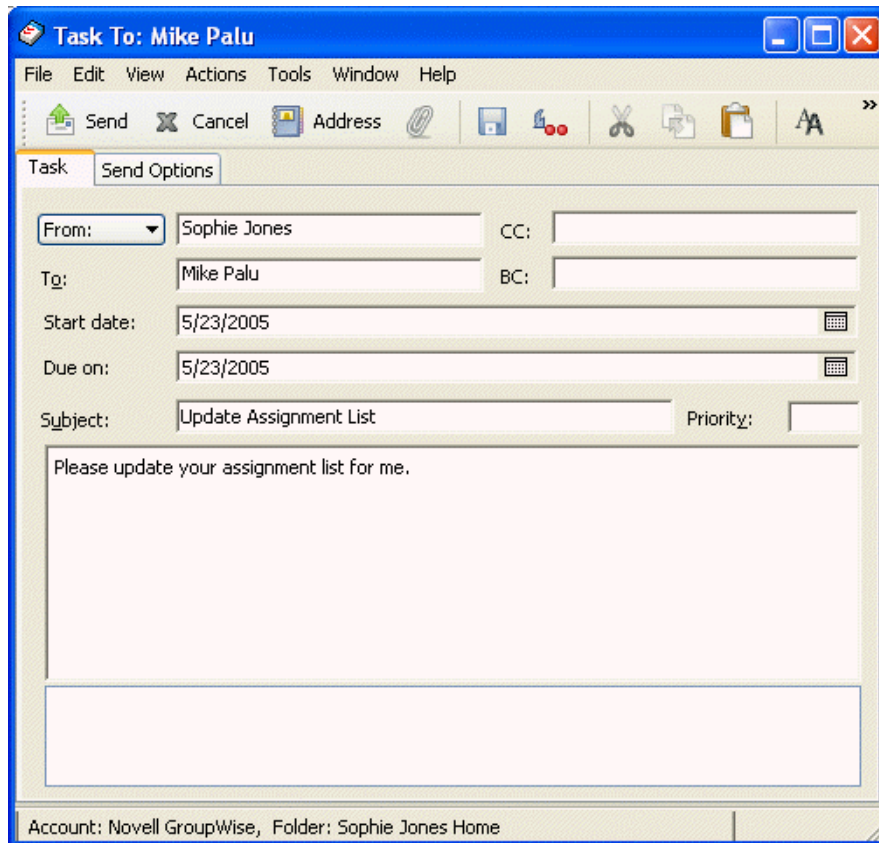 Task To: Mike Palu
File Edit View Actions Tools Window Help
Send Cancel Address AA »
Task Send Options
From: Sophie Jones CC:
To: Mike Palu BC:
Start date: 5/23/2005
Due on: 5/23/2005
Subject: Update Assignment List Priority:
Please update your assignment list for me.
Account: Novell GroupWise, Folder: Sophie Jones Home